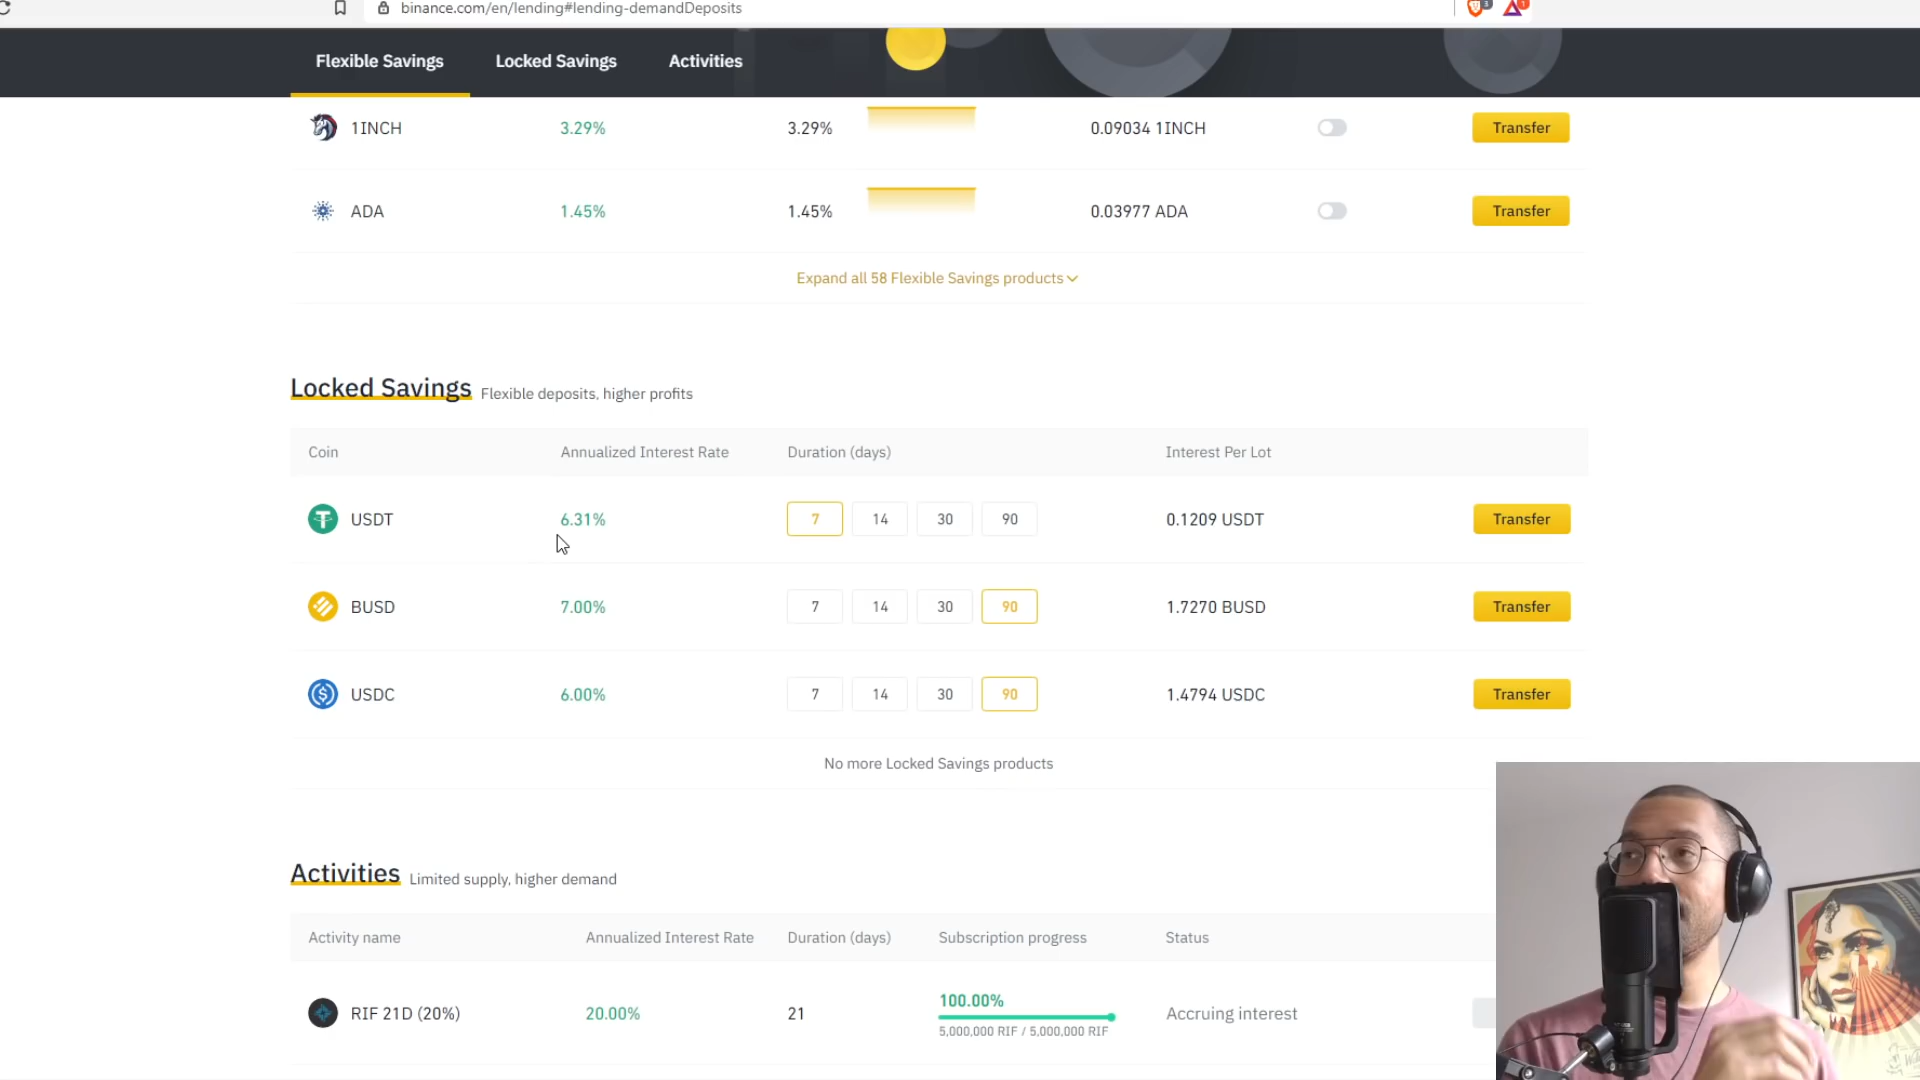 binance.com/en/lending#lending-demandDeposits
Flexible Savings Locked Savings Activities
1INCH 3.29% 3.29% 0.09034 1INCH Transfer
ADA 1.45% 1.45% 0.03977 ADA Transfer
Expand all 58 Flexible Savings products
Locked Savings Flexible deposits, higher profits
Coin Annualized Interest Rate Duration (days) Interest Per Lot
USDT 6.31% 7 14 30 90 0.1209 USDT Transfer
BUSD 7.00% 7 14 30 90 1.7270 BUSD Transfer
USDC 6.00% 7 14 30 90 1.4794 USDC Transfer
No more Locked Savings products
Activities Limited supply, higher demand
Activity name Annualized Interest Rate Duration (days) Subscription progress Status
RIF 21D (20%) 20.00% 21 100.00% Accruing interest
5,000,000 RIF / 5,000,000 RIF